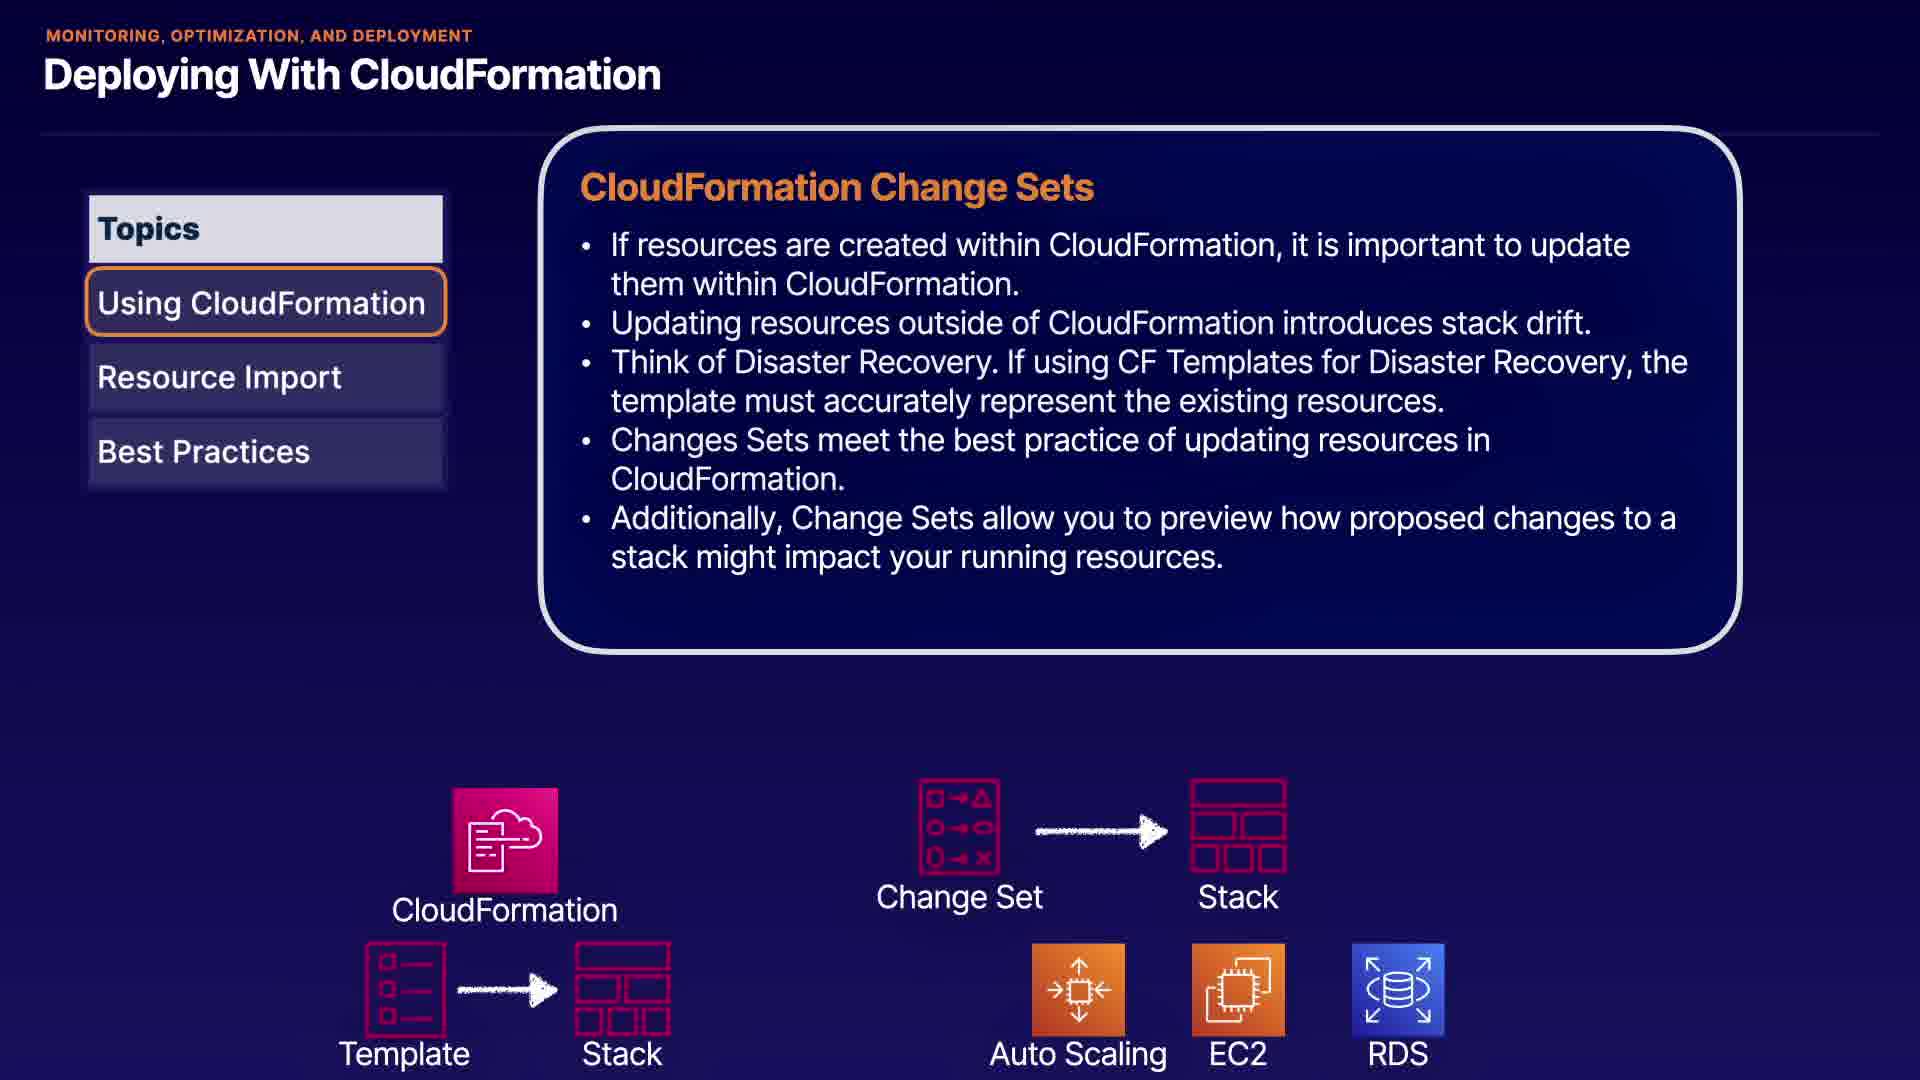 MONITORING, OPTIMIZATION, AND DEPLOYMENT
Deploying With CloudFormation
Topics
Using CloudFormation
Resource Import
Best Practices
CloudFormation Change Sets
• If resources are created within CloudFormation, it is important to update
them within CloudFormation.
• Updating resources outside of CloudFormation introduces stack drift.
• Think of Disaster Recovery. If using CF Templates for Disaster Recovery, the
template must accurately represent the existing resources.
• Changes Sets meet the best practice of updating resources in
CloudFormation.
• Additionally, Change Sets allow you to preview how proposed changes to a
stack might impact your running resources.
CloudFormation
Template
Stack
Change Set
Stack
Auto Scaling
EC2
RDS